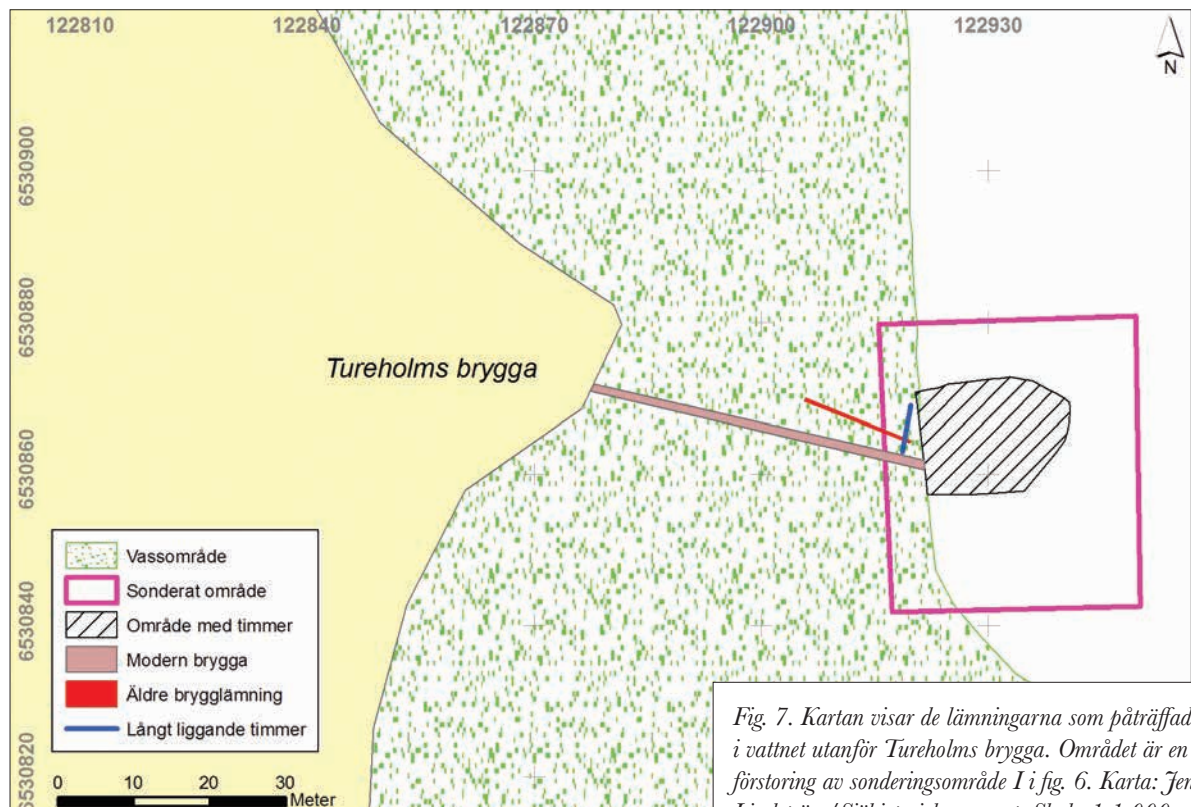 122810 122840 122870 122900 122930
N
6530900
6530880
6530860
6530840
6530820
Tureholms brygga
Vassområde
Sonderat område
Område med timmer
Modern brygga
Äldre brygglämning
Långt liggande timmer
0 10 20 30
Meter
Fig. 7. Kartan visar de lämningarna som påträffad
i vattnet utanför Tureholms brygga. Området är en
förstoring av sonderingsområde I i fig. 6. Karta: Jen